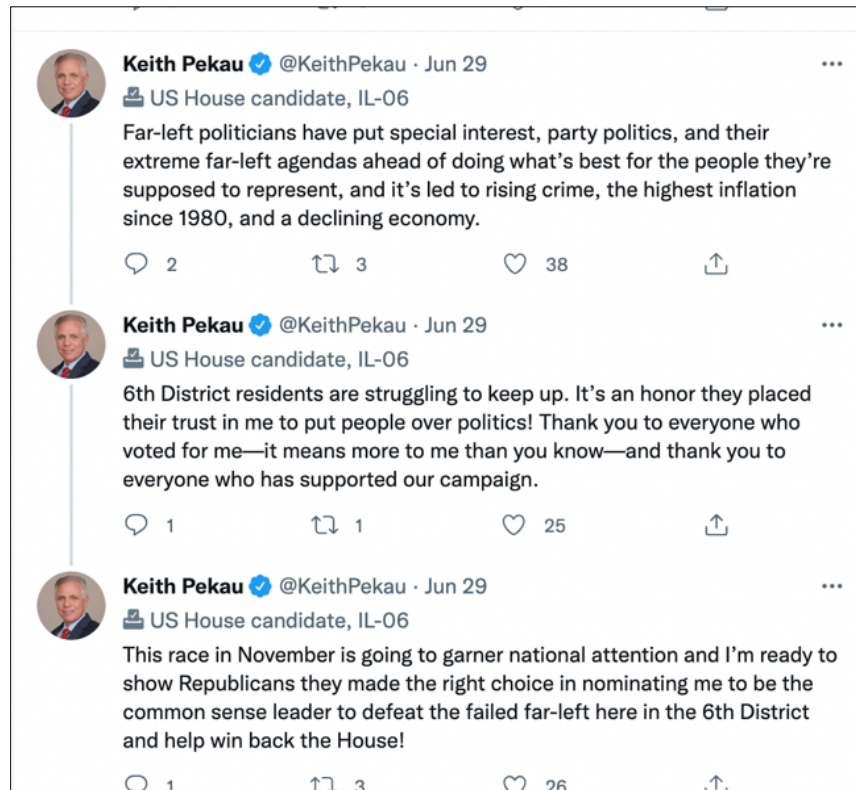 Keith Pekau @KeithPekau · Jun 29
US House candidate, IL-06
Far-left politicians have put special interest, party politics, and their
extreme far-left agendas ahead of doing what’s best for the people they’re
supposed to represent, and it’s led to rising crime, the highest inflation
since 1980, and a declining economy.
2 3 38
Keith Pekau @KeithPekau · Jun 29
US House candidate, IL-06
6th District residents are struggling to keep up. It’s an honor they placed
their trust in me to put people over politics! Thank you to everyone who
voted for me—it means more to me than you know—and thank you to
everyone who has supported our campaign.
1 1 25
Keith Pekau @KeithPekau · Jun 29
US House candidate, IL-06
This race in November is going to garner national attention and I’m ready to
show Republicans they made the right choice in nominating me to be the
common sense leader to defeat the failed far-left here in the 6th District
and help win back the House!
1 3 26